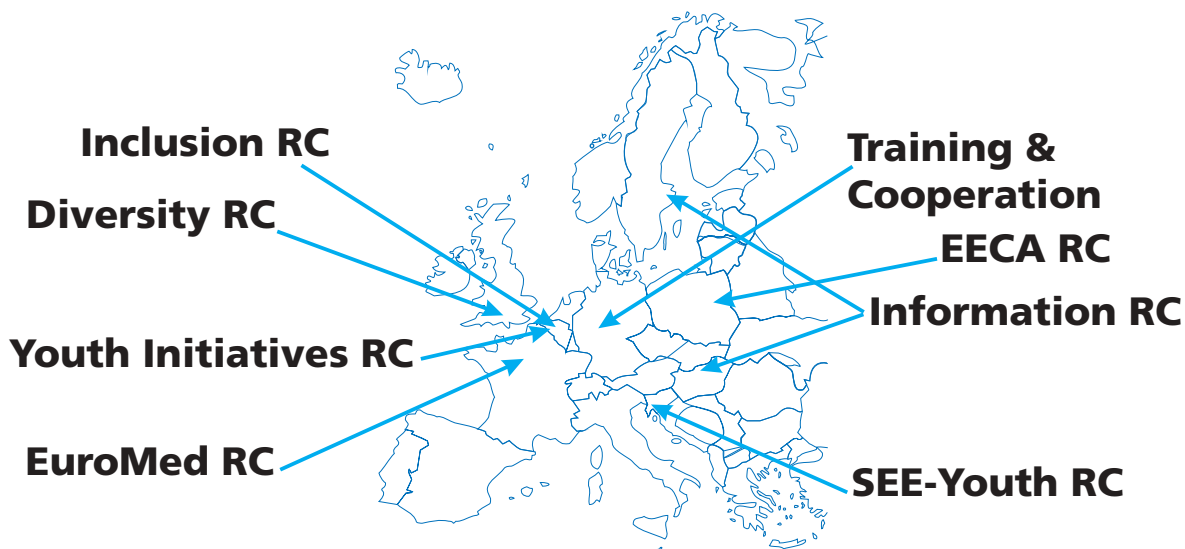 Inclusion RC
Diversity RC
Youth Initiatives RC
EuroMed RC
Training &
Cooperation
EECA RC
Information RC
SEE-Youth RC